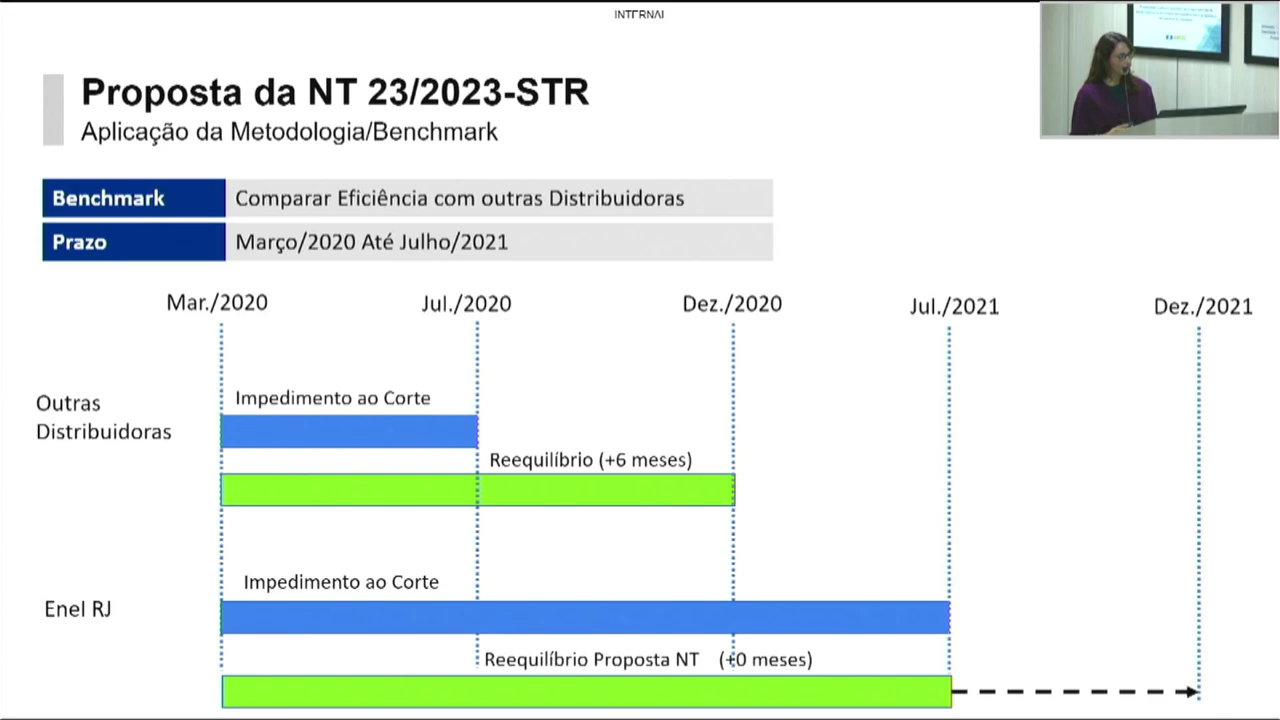 INTERNAL
Proposta da NT 23/2023-STR
Aplicação da Metodologia/Benchmark
Benchmark Comparar Eficiência com outras Distribuidoras
Prazo Março/2020 Até Julho/2021
Mar./2020 Jul./2020 Dez./2020 Jul./2021 Dez./2021
Impedimento ao Corte
Outras
Distribuidoras
Reequilíbrio (+6 meses)
Impedimento ao Corte
Enel RJ
Reequilíbrio Proposta NT (+0 meses)